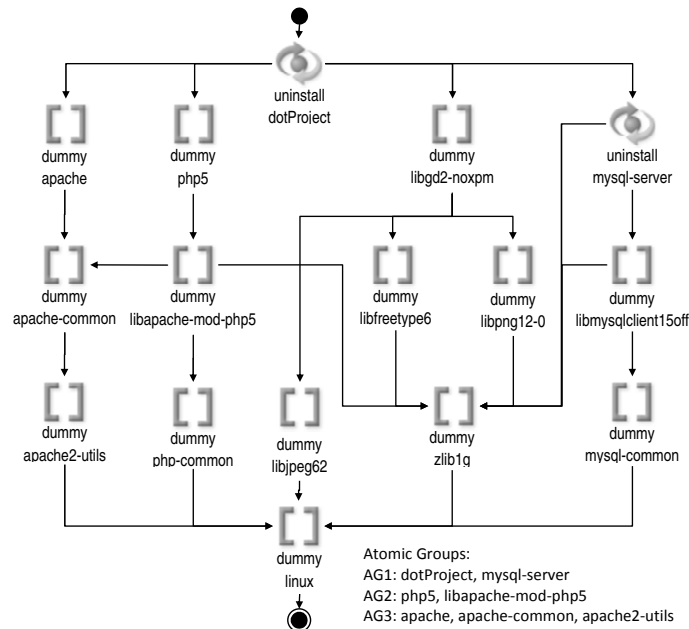 uninstall
dotProject
dummy
apache
dummy
php5
dummy
libgd2-noxpm
uninstall
mysql-server
dummy
apache-common
dummy
libapache-mod-php5
dummy
libfreetype6
dummy
libpng12-0
dummy
libmysqlclient15off
dummy
apache2-utils
dummy
php-common
dummy
libjpeg62
dummy
zlib1g
dummy
mysql-common
dummy
linux
Atomic Groups:
AG1: dotProject, mysql-server
AG2: php5, libapache-mod-php5
AG3: apache, apache-common, apache2-utils